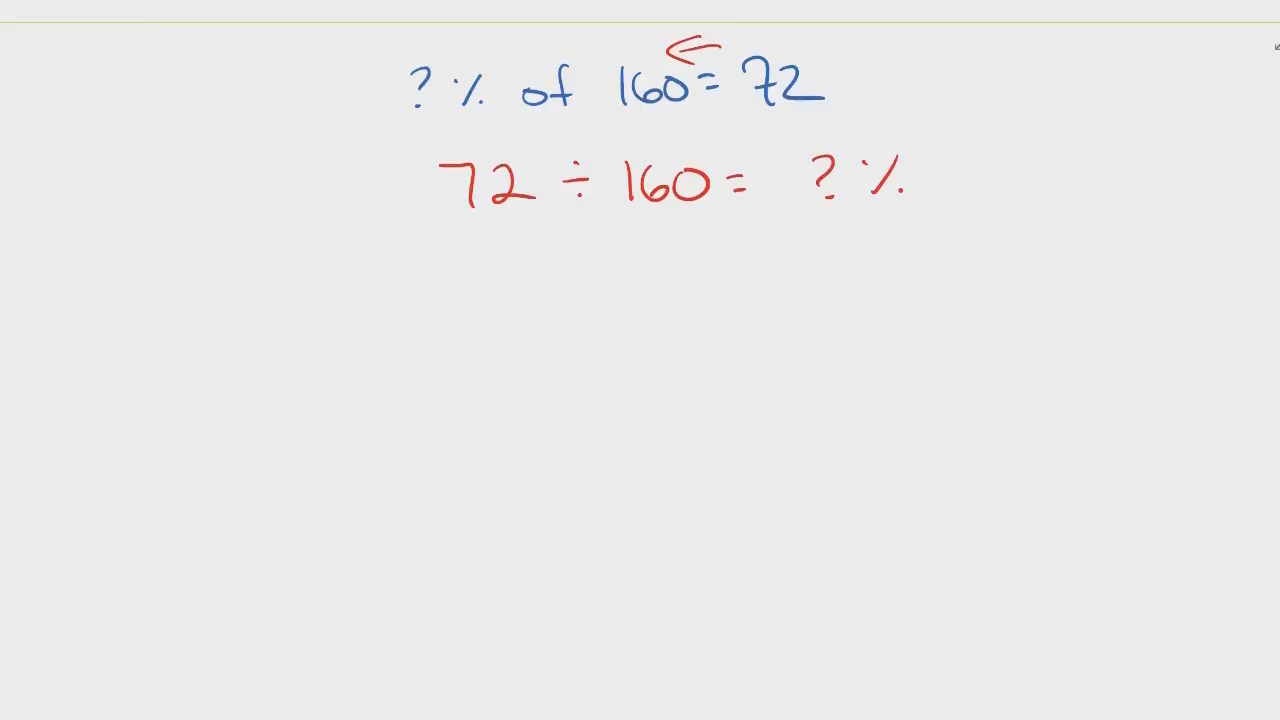 ? % of 160 = 72
72 ÷ 160 = ? %